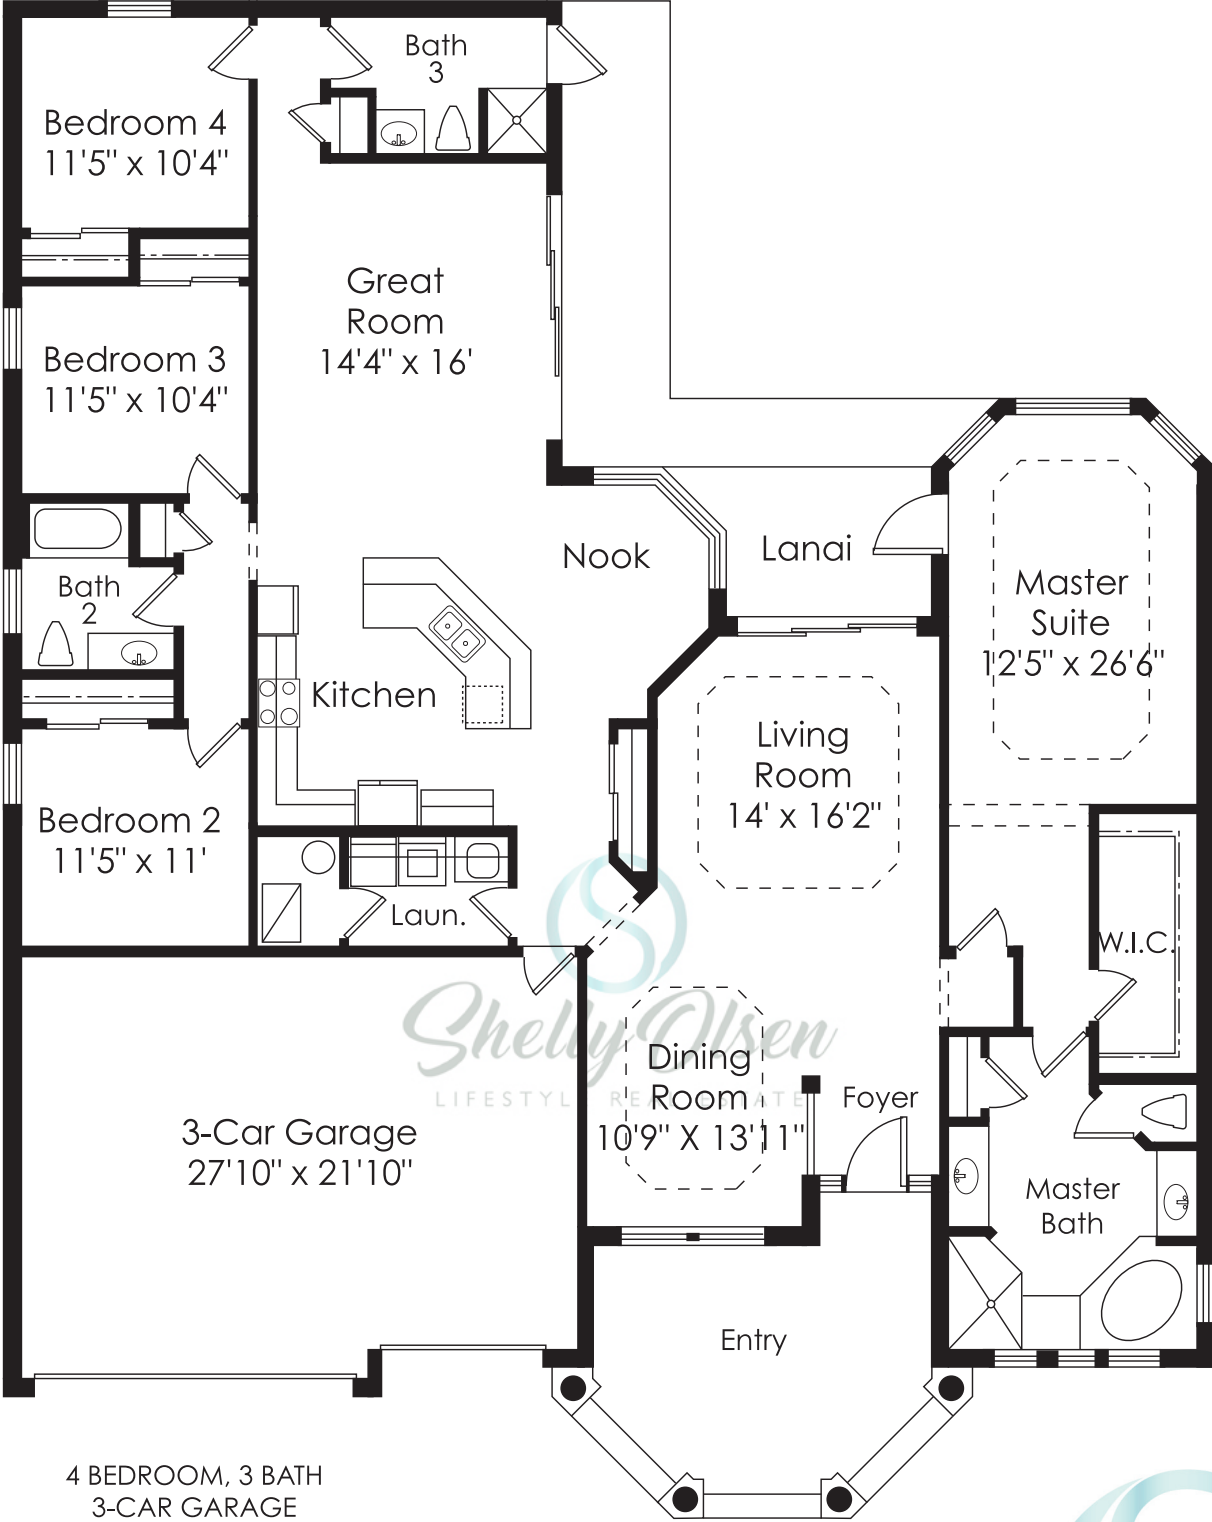 Bath
3
Bedroom 4
11'5" x 10'4"
Great
Room
14'4" x 16'
Bedroom 3
11'5" x 10'4"
Nook
Lanai
Bath
2
Master
Suite
12'5" x 26'6"
Kitchen
Living
Room
14' x 16'2"
Bedroom 2
11'5" x 11'
Laun.
W.I.C.
Shelly Olsen
LIFESTYLE REAL ESTATE
Dining
Room
10'9" X 13'11"
Foyer
3-Car Garage
27'10" x 21'10"
Master
Bath
Entry
4 BEDROOM, 3 BATH
3-CAR GARAGE